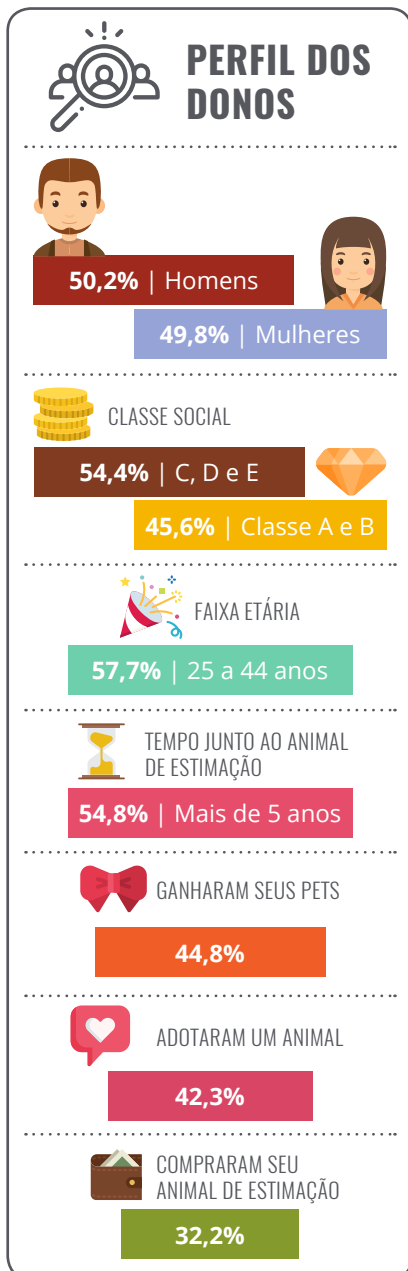 PERFIL DOS
DONOS
50,2% | Homens
49,8% | Mulheres
CLASSE SOCIAL
54,4% | C, D e E
45,6% | Classe A e B
FAIXA ETÁRIA
57,7% | 25 a 44 anos
TEMPO JUNTO AO ANIMAL
DE ESTIMAÇÃO
54,8% | Mais de 5 anos
GANHARAM SEUS PETS
44,8%
ADOTARAM UM ANIMAL
42,3%
COMPRARAM SEU
ANIMAL DE ESTIMAÇÃO
32,2%